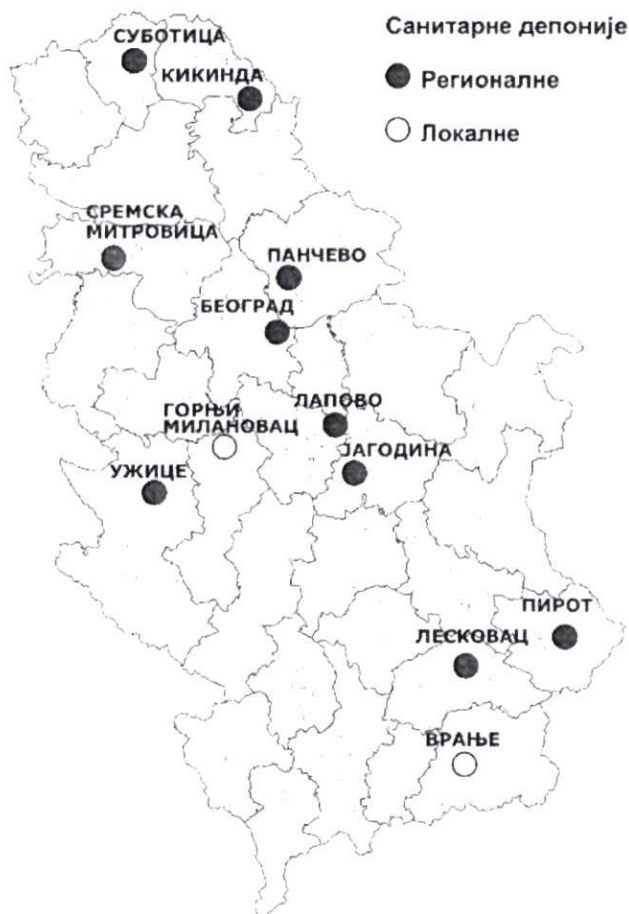 Санитарне депоније
Регионалне
Локалне
СУБОТИЦА
КИКИНДА
СРЕМСКА
МИТРОВИЦА
ПАНЧЕВО
БЕОГРАД
ЛАПОВО
ГОРЊИ
МИЛАНОВАЦ
ЈАГОДИНА
УЖИЦЕ
ПИРОТ
ЛЕСКОВАЦ
ВРАЊЕ